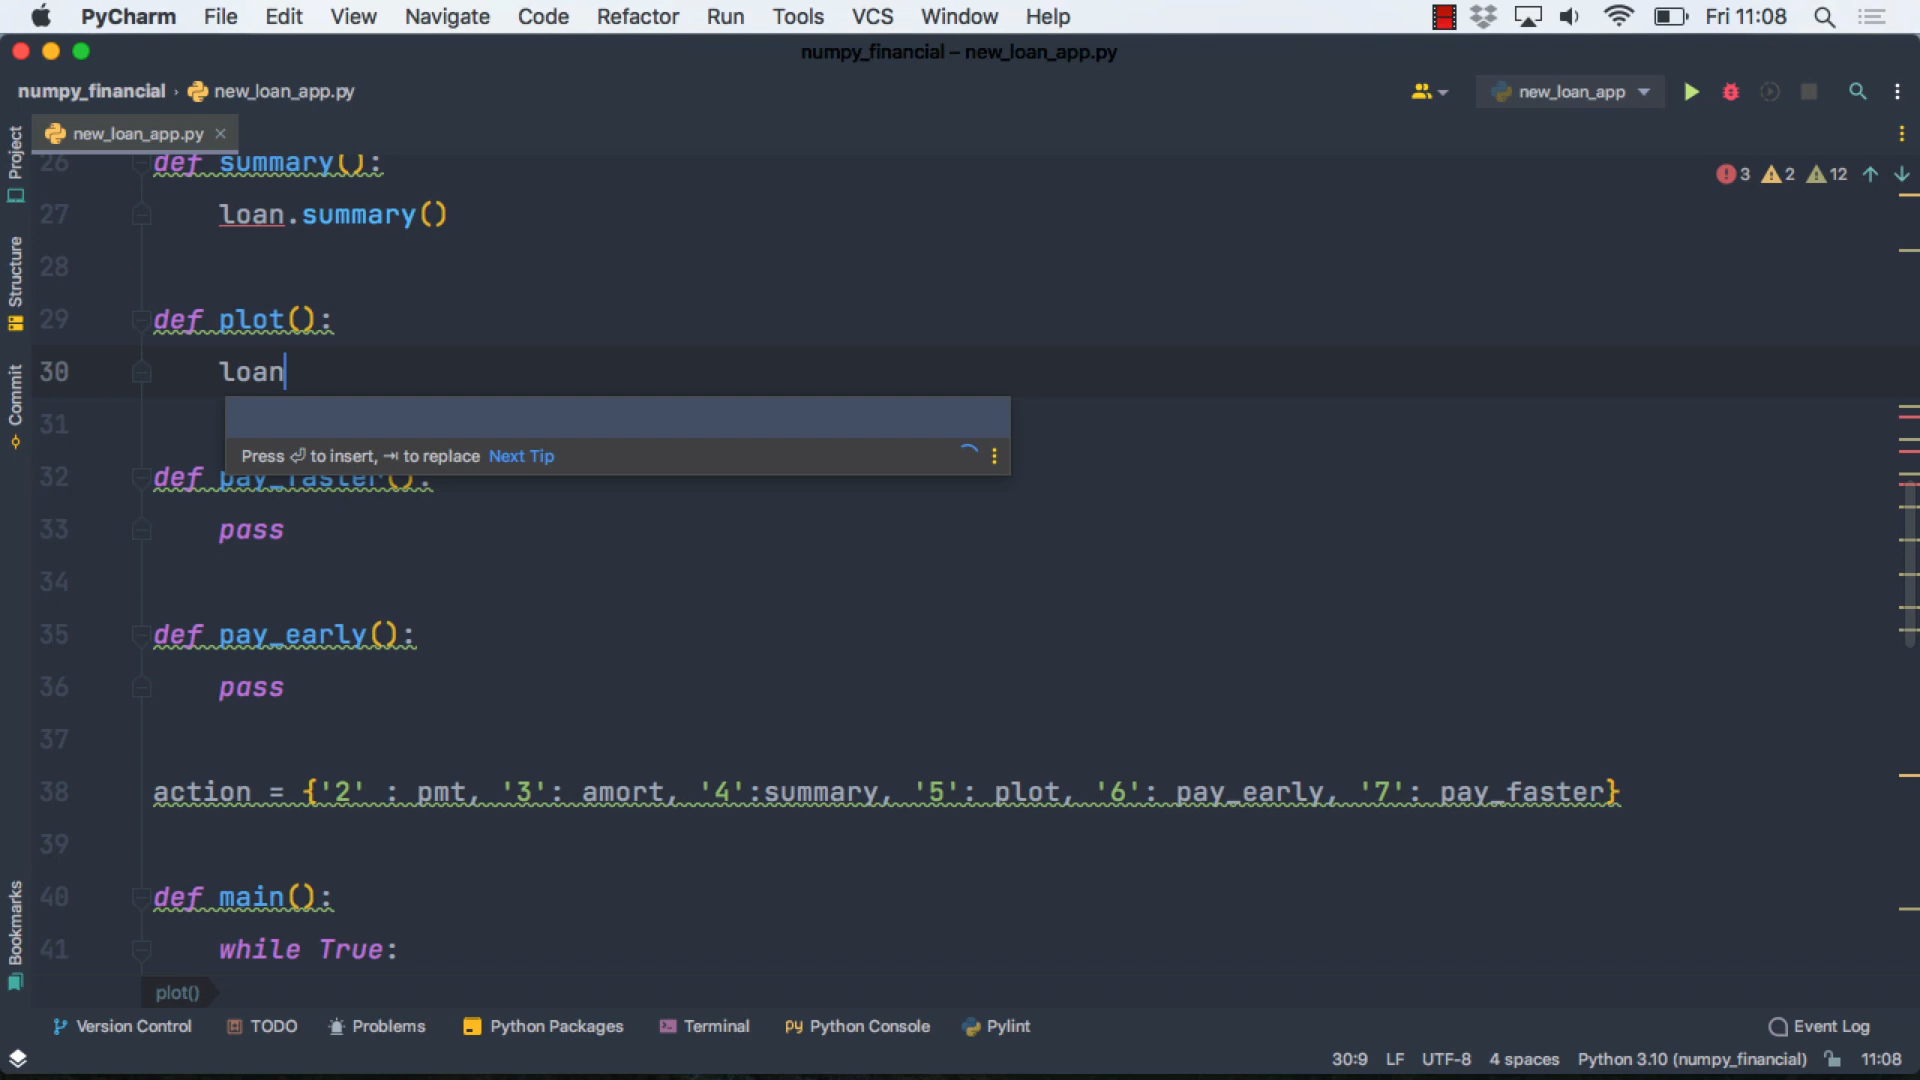 PyCharm File Edit View Navigate Code Refactor Run Tools VCS Window Help Fri 11:08
numpy_financial – new_loan_app.py
numpy_financial › new_loan_app.py new_loan_app
new_loan_app.py ×
Project
Structure
Commit
Bookmarks
3 2 12
26 def summary():
27 loan.summary()
28
29 def plot():
30 loan
Press ⏎ to insert, ⇥ to replace Next Tip
31
32 def pay_faster():
33 pass
34
35 def pay_early():
36 pass
37
38 action = {'2' : pmt, '3': amort, '4':summary, '5': plot, '6': pay_early, '7': pay_faster}
39
40 def main():
41 while True:
plot()
Version Control TODO Problems Python Packages Terminal Python Console Pylint Event Log
30:9 LF UTF-8 4 spaces Python 3.10 (numpy_financial) 11:08